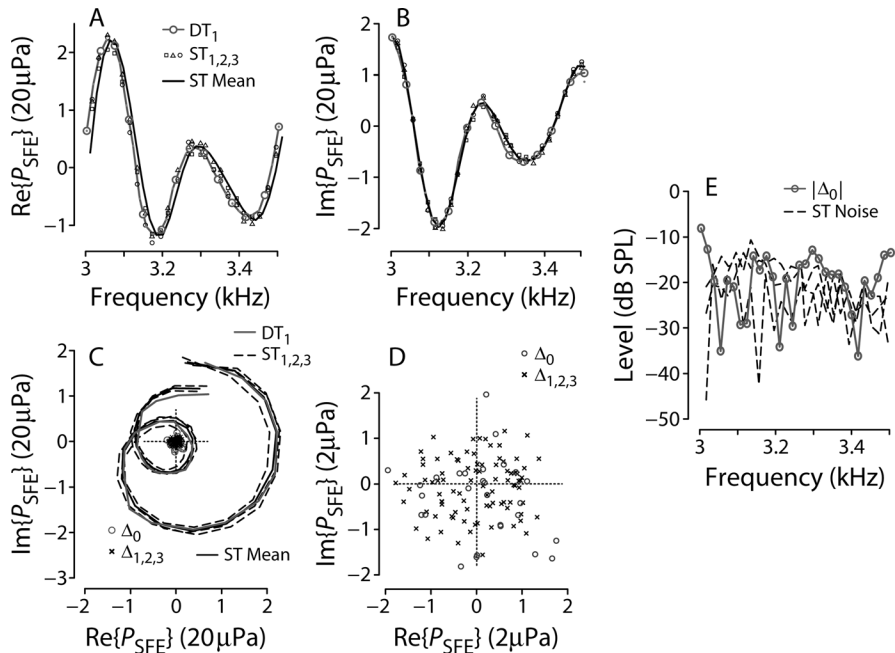 A
DT1
ST1,2,3
ST Mean
Re{PSFE} (20μPa)
2
1
0
−1
3
3.2
3.4
Frequency (kHz)
B
Im{PSFE} (20μPa)
2
1
0
−1
−2
3
3.2
3.4
Frequency (kHz)
C
DT1
ST1,2,3
Im{PSFE} (20μPa)
2
1
0
−1
−2
−3
Δ0
Δ1,2,3
ST Mean
−2
−1
0
1
2
Re{PSFE} (20μPa)
D
Δ0
Δ1,2,3
Im{PSFE} (2μPa)
2
1
0
−1
−2
−2
−1
0
1
2
Re{PSFE} (2μPa)
E
|Δ0|
ST Noise
Level (dB SPL)
0
−10
−20
−30
−40
−50
3
3.2
3.4
Frequency (kHz)